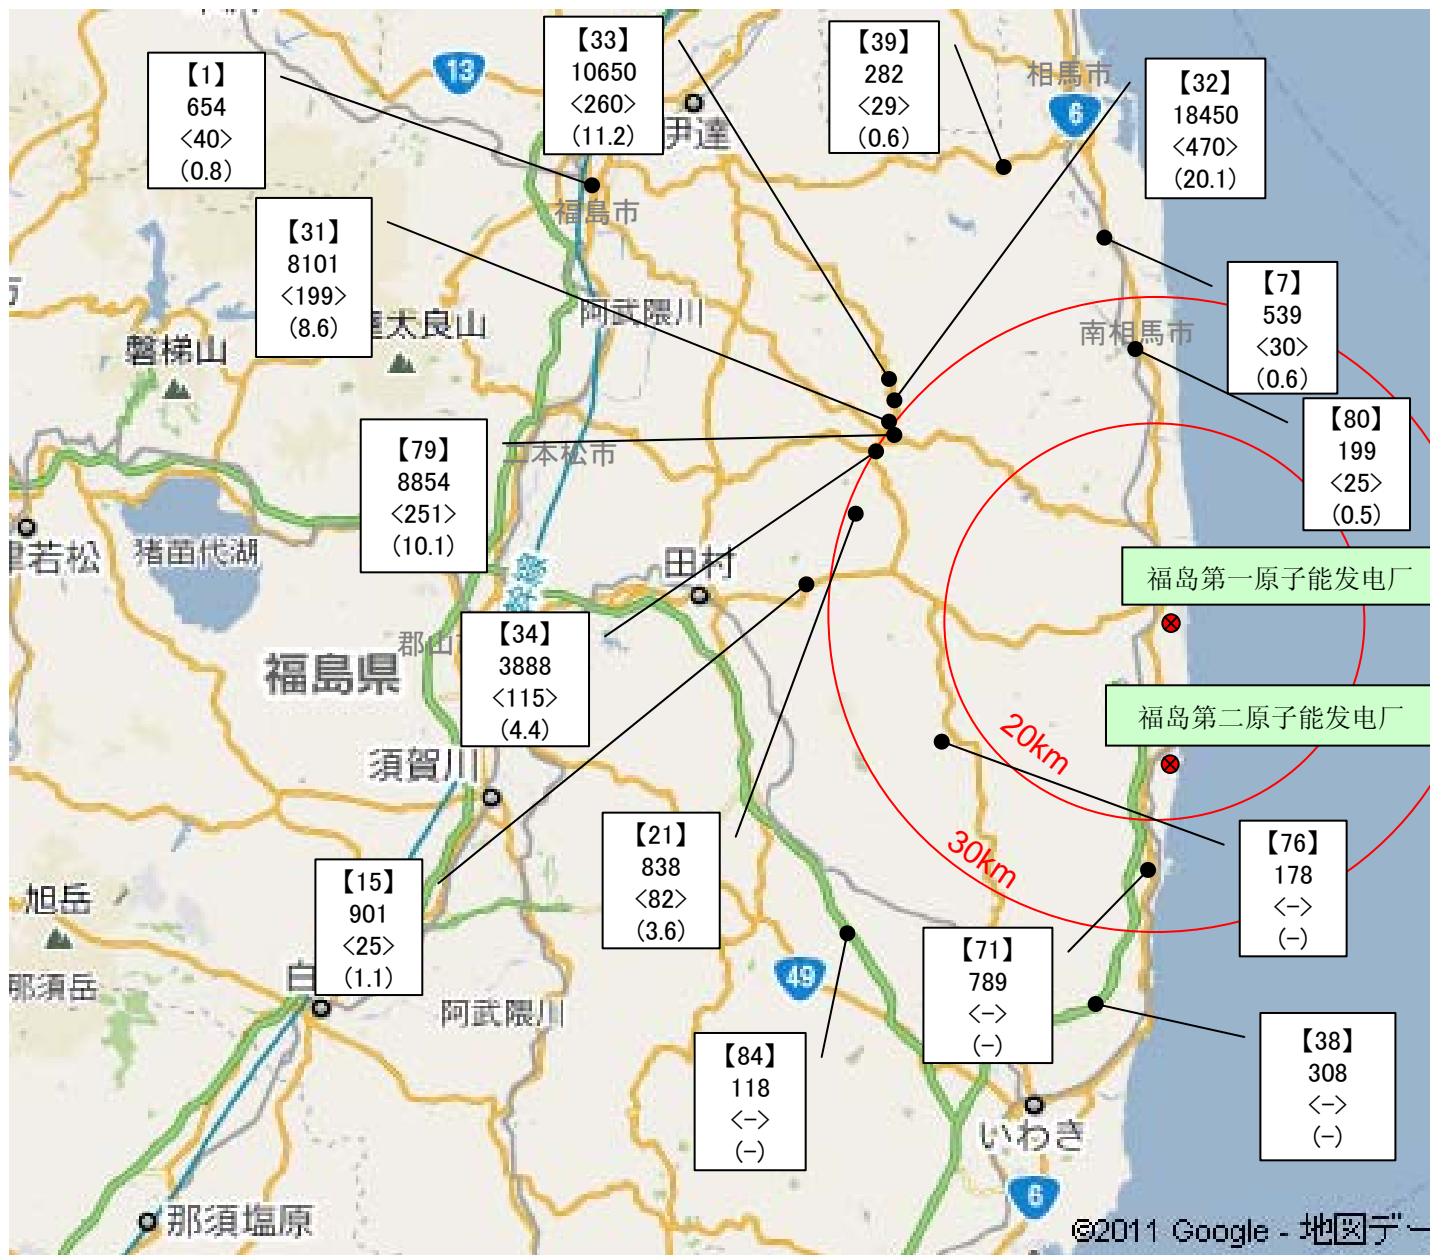 【1】
654
<40>
(0.8)
13
【33】
10650
<260>
(11.2)
伊達
【39】
282
<29>
(0.6)
相馬市
6
【32】
18450
<470>
(20.1)
福島市
【31】
8101
<199>
(8.6)
阿武隈川
太良山
磐梯山
【7】
539
<30>
(0.6)
南相馬市
【80】
199
<25>
(0.5)
【79】
8854
<251>
(10.1)
二本松市
若松
猪苗代湖
田村
福岛第一原子能发电厂
【34】
3888
<115>
(4.4)
郡山
福島県
福岛第二原子能发电厂
20km
須賀川
30km
【21】
838
<82>
(3.6)
【76】
178
<->
(-)
【15】
901
<25>
(1.1)
旭岳
那須岳
白
阿武隈川
49
【71】
789
<->
(-)
【84】
118
<->
(-)
【38】
308
<->
(-)
いわき
6
那須塩原
©2011 Google - 地図デー